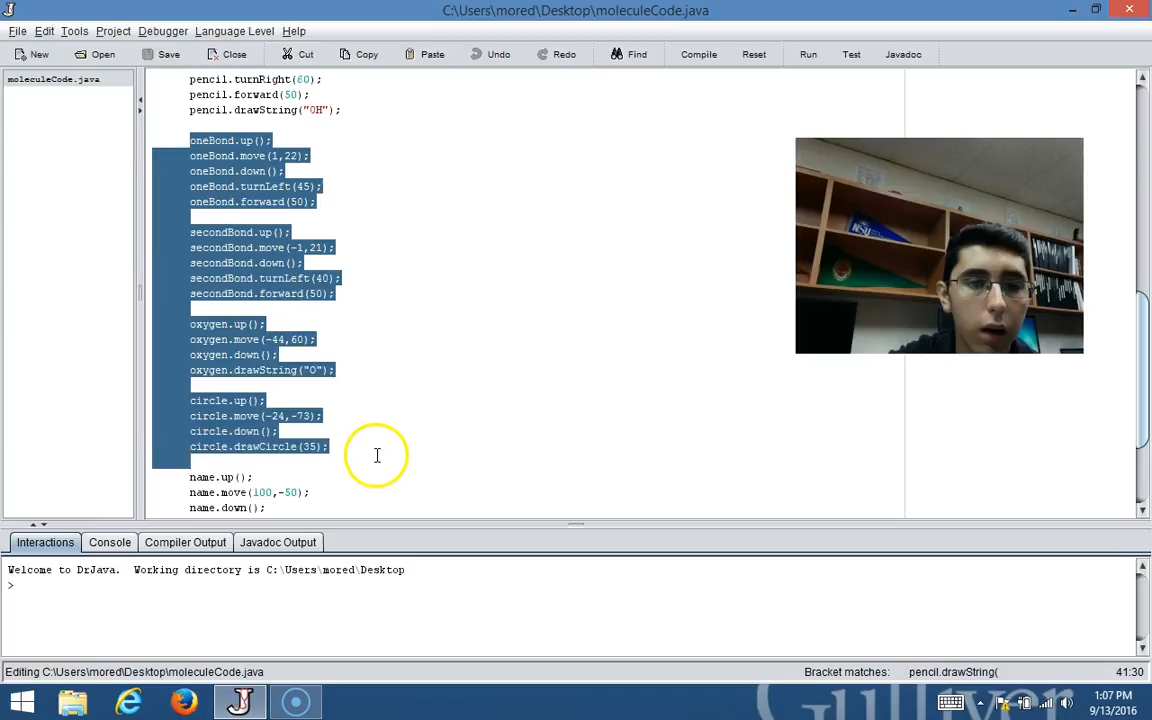 C:\Users\mored\Desktop\moleculeCode.java
File Edit Tools Project Debugger Language Level Help
New Open Save Close Cut Copy Paste Undo Redo Find Compile Reset Run Test Javadoc
moleculeCode.java
pencil.turnRight(60);
pencil.forward(50);
pencil.drawString("OH");
oneBond.up();
oneBond.move(1,22);
oneBond.down();
oneBond.turnLeft(45);
oneBond.forward(50);
secondBond.up();
secondBond.move(-1,21);
secondBond.down();
secondBond.turnLeft(40);
secondBond.forward(50);
oxygen.up();
oxygen.move(-44,60);
oxygen.down();
oxygen.drawString("O");
circle.up();
circle.move(-24,-73);
circle.down();
circle.drawCircle(35);
name.up();
name.move(100,-50);
name.down();
NSU
Interactions Console Compiler Output Javadoc Output
Welcome to DrJava. Working directory is C:\Users\mored\Desktop
>
Editing C:\Users\mored\Desktop\moleculeCode.java Bracket matches: pencil.drawString( 41:30
1:07 PM
9/13/2016